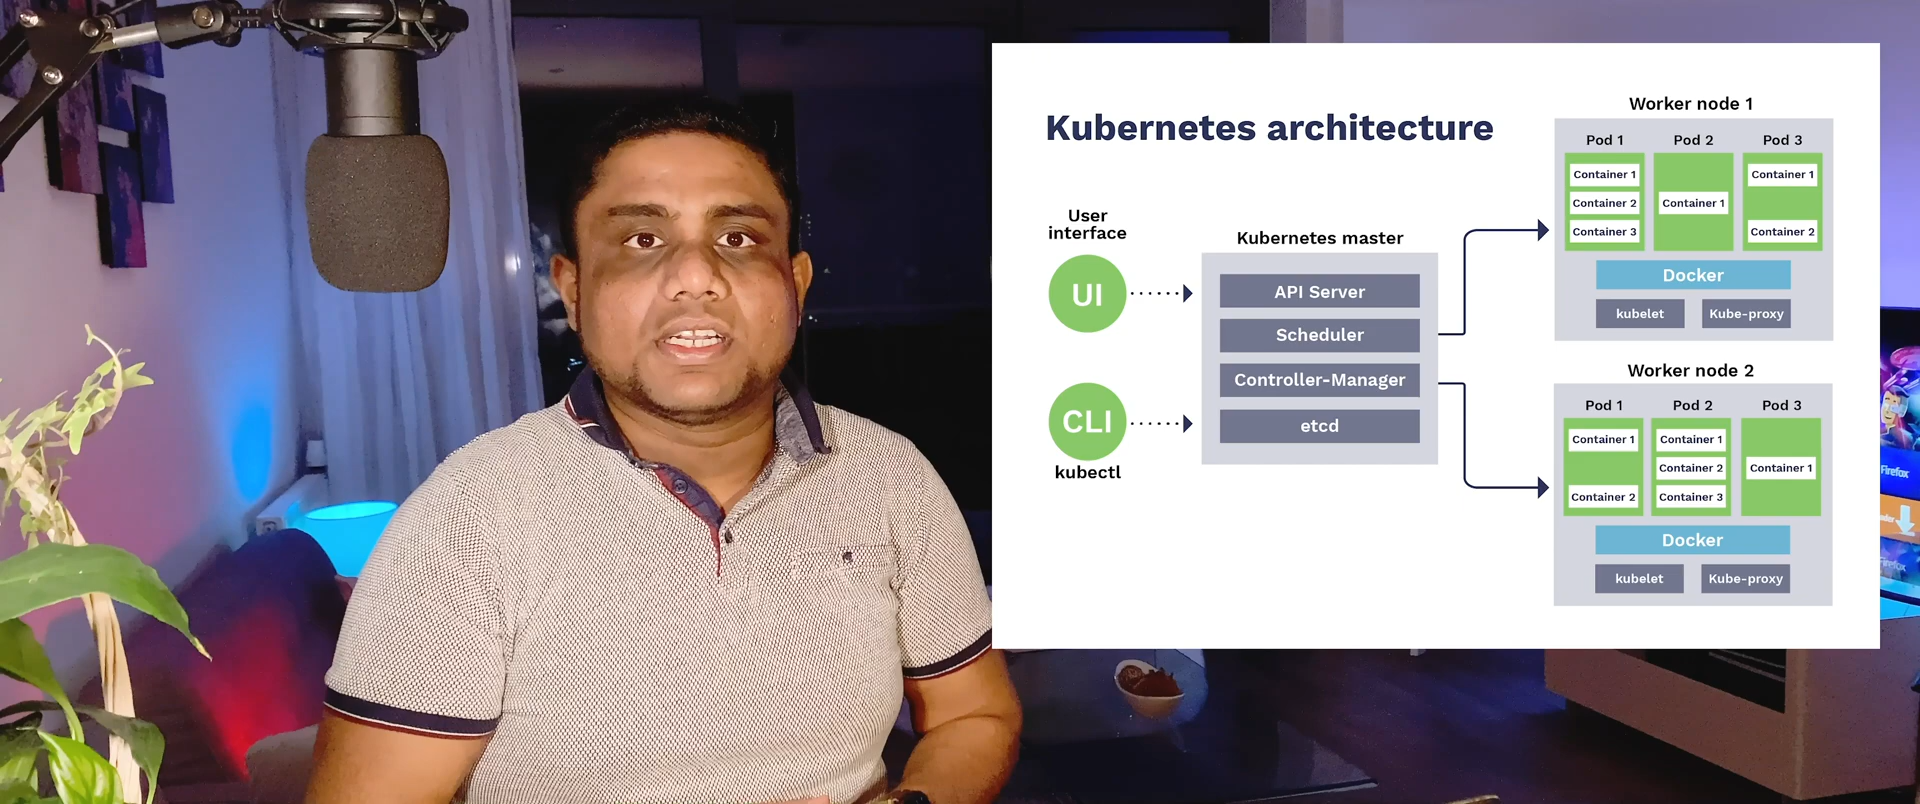 Kubernetes architecture
User
interface
UI
CLI
kubectl
Kubernetes master
API Server
Scheduler
Controller-Manager
etcd
Worker node 1
Pod 1
Container 1
Container 2
Container 3
Pod 2
Container 1
Pod 3
Container 1
Container 2
Docker
kubelet
Kube-proxy
Worker node 2
Pod 1
Container 1
Container 2
Pod 2
Container 1
Container 2
Container 3
Pod 3
Container 1
Docker
kubelet
Kube-proxy
Firefox
Firefox